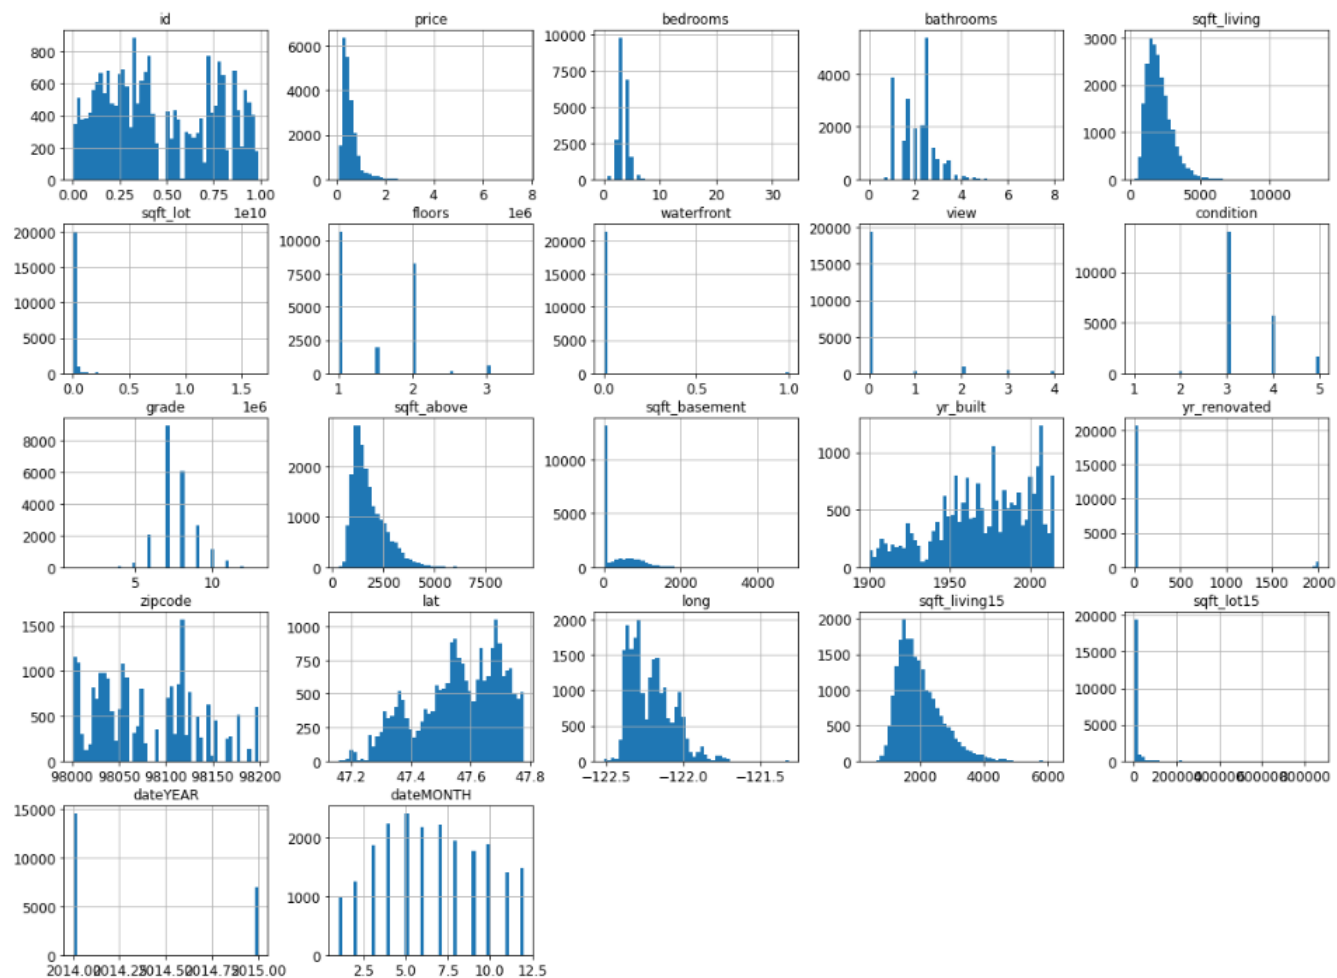 id
800
600
400
200
0
0.00 0.25 0.50 0.75 1.00
1e10
price
6000
4000
2000
0
0 2 4 6 8
1e6
bedrooms
10000
7500
5000
2500
0
0 10 20 30
bathrooms
4000
2000
0
0 2 4 6 8
sqft_living
3000
2000
1000
0
0 5000 10000
sqft_lot
20000
15000
10000
5000
0
0.0 0.5 1.0 1.5
1e6
floors
10000
7500
5000
2500
0
1 2 3
waterfront
20000
15000
10000
5000
0
0.0 0.5 1.0
view
20000
15000
10000
5000
0
0 1 2 3 4
condition
10000
5000
0
1 2 3 4 5
grade
8000
6000
4000
2000
0
5 10
sqft_above
2000
1000
0
0 2500 5000 7500
sqft_basement
10000
5000
0
0 2000 4000
yr_built
1000
500
0
1900 1950 2000
yr_renovated
20000
15000
10000
5000
0
0 500 1000 1500 2000
zipcode
1500
1000
500
0
98000 98050 98100 98150 98200
lat
1000
750
500
250
0
47.2 47.4 47.6 47.8
long
2000
1500
1000
500
0
−122.5 −122.0 −121.5
sqft_living15
2000
1500
1000
500
0
2000 4000 6000
sqft_lot15
20000
15000
10000
5000
0
0 200000 400000 600000 800000
dateYEAR
15000
10000
5000
0
2014.00 2014.25 2014.50 2014.75 2015.00
dateMONTH
2000
1000
0
2.5 5.0 7.5 10.0 12.5